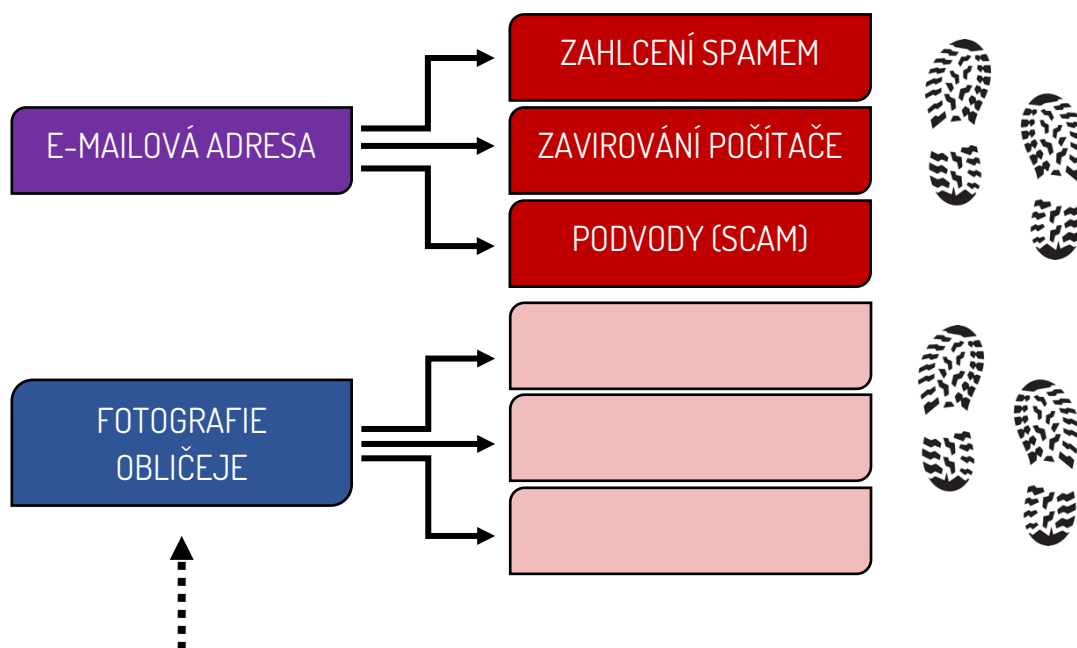 ZAHLCENÍ SPAMEM
E-MAILOVÁ ADRESA
ZAVIROVÁNÍ POČÍTAČE
PODVODY (SCAM)
FOTOGRAFIE
OBLIČEJE